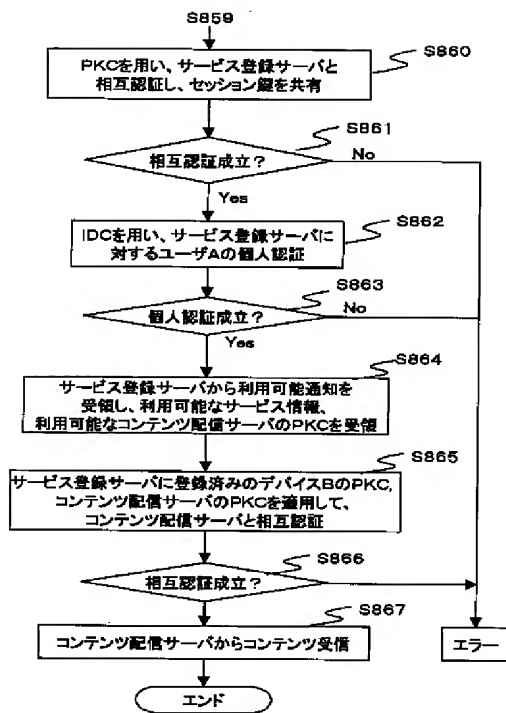 S859
S860
PKCを用い、サービス登録サーバと
相互認証し、セッション鍵を共有
S861
相互認証成立？
No
Yes
S862
IDCを用い、サービス登録サーバに
対するユーザAの個人認証
S863
個人認証成立？
No
Yes
S864
サービス登録サーバから利用可能通知を
受領し、利用可能なサービス情報、
利用可能なコンテンツ配信サーバのPKCを受領
S865
サービス登録サーバに登録済みのデバイスBのPKC,
コンテンツ配信サーバのPKCを適用して、
コンテンツ配信サーバと相互認証
S866
相互認証成立？
S867
コンテンツ配信サーバからコンテンツ受信
エラー
エンド